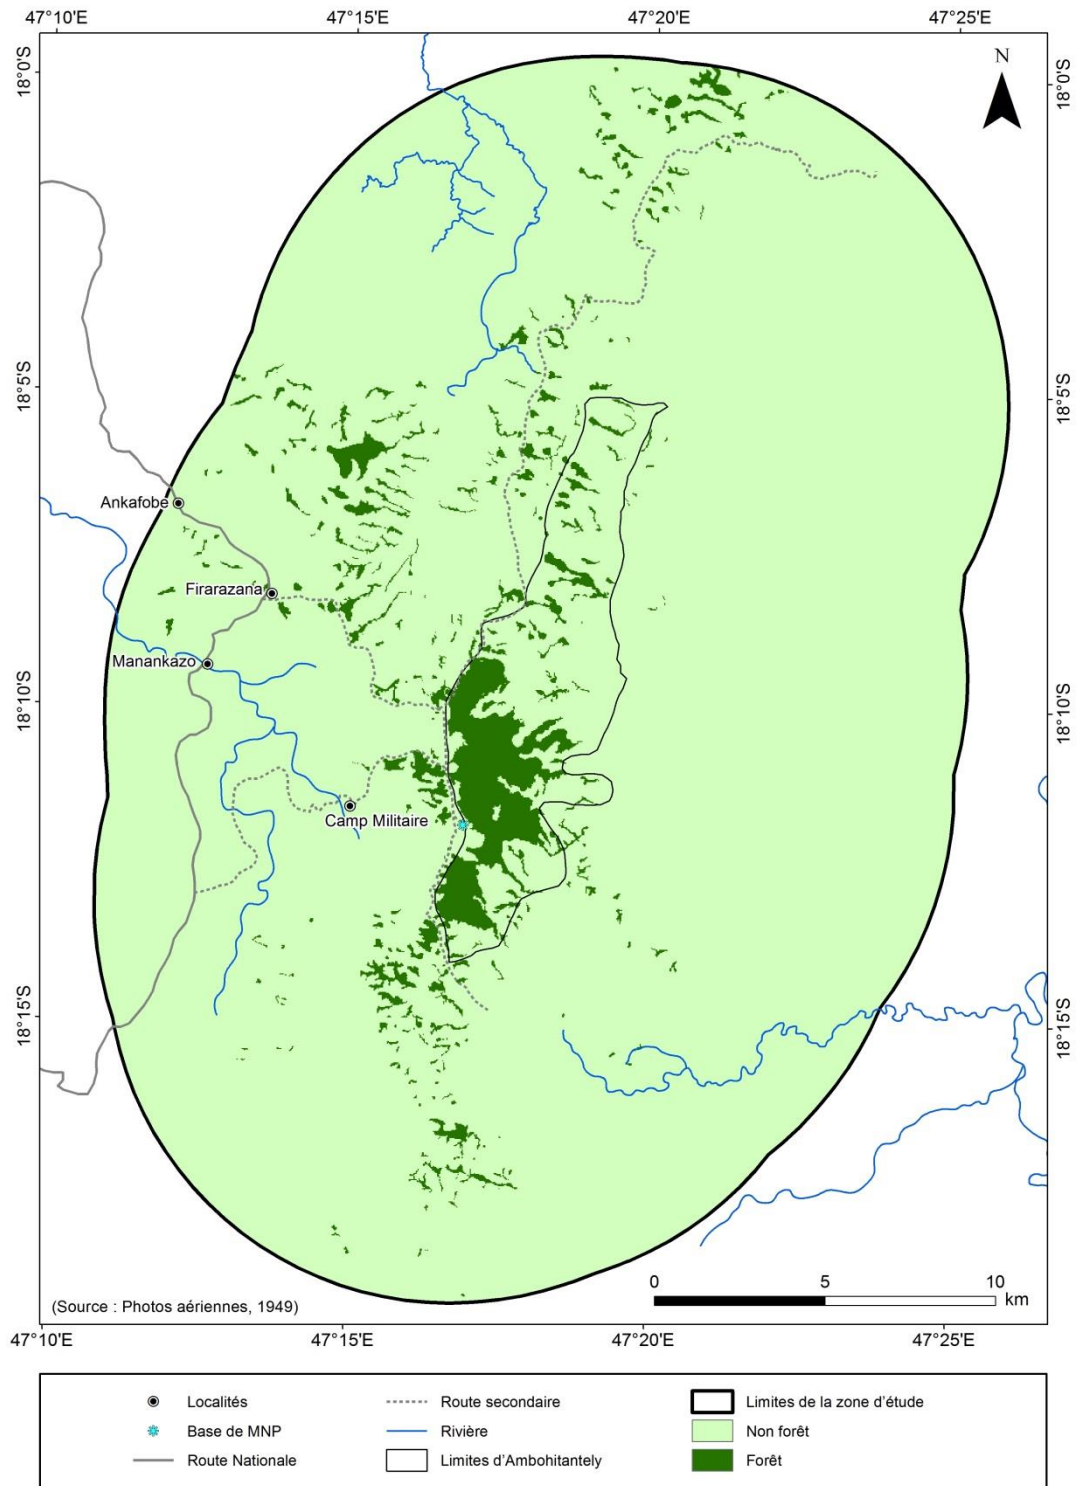 47°10'E 47°15'E 47°20'E 47°25'E
18°0'S 18°0'S
N
18°5'S 18°5'S
Ankafobe
Firarazana
Manankazo
18°10'S 18°10'S
Camp Militaire
18°15'S 18°15'S
0 5 10
km
(Source : Photos aériennes, 1949)
47°10'E 47°15'E 47°20'E 47°25'E
Localités Route secondaire Limites de la zone d'étude
Base de MNP Rivière Non forêt
Route Nationale Limites d'Ambohitantely Forêt